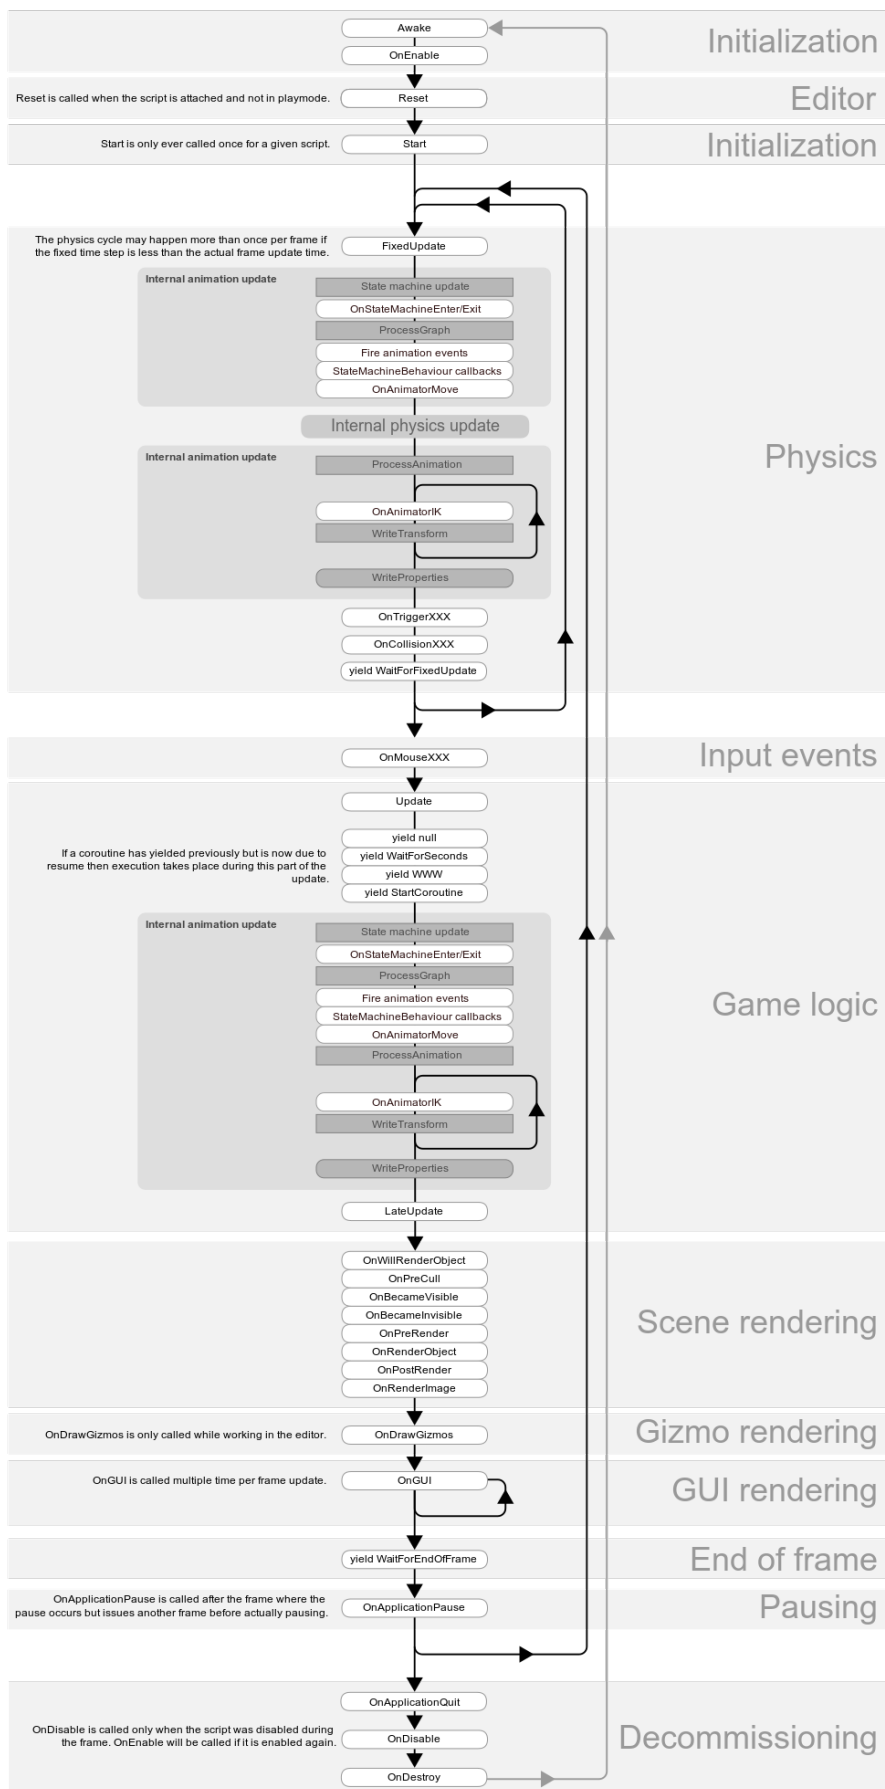 Awake
Initialization
OnEnable
Reset is called when the script is attached and not in playmode.
Reset
Editor
Start is only ever called once for a given script.
Start
Initialization
The physics cycle may happen more than once per frame if
the fixed time step is less than the actual frame update time.
FixedUpdate
Internal animation update
State machine update
OnStateMachineEnter/Exit
ProcessGraph
Fire animation events
StateMachineBehaviour callbacks
OnAnimatorMove
Internal physics update
Physics
Internal animation update
ProcessAnimation
OnAnimatorIK
WriteTransform
WriteProperties
OnTriggerXXX
OnCollisionXXX
yield WaitForFixedUpdate
OnMouseXXX
Input events
Update
If a coroutine has yielded previously but is now due to
resume then execution takes place during this part of the
update.
yield null
yield WaitForSeconds
yield WWW
yield StartCoroutine
Internal animation update
State machine update
OnStateMachineEnter/Exit
ProcessGraph
Fire animation events
StateMachineBehaviour callbacks
OnAnimatorMove
ProcessAnimation
Game logic
OnAnimatorIK
WriteTransform
WriteProperties
LateUpdate
OnWillRenderObject
OnPreCull
OnBecameVisible
OnBecameInvisible
OnPreRender
OnRenderObject
OnPostRender
OnRenderImage
Scene rendering
OnDrawGizmos is only called while working in the editor.
OnDrawGizmos
Gizmo rendering
OnGUI is called multiple time per frame update.
OnGUI
GUI rendering
yield WaitForEndOfFrame
End of frame
OnApplicationPause is called after the frame where the
pause occurs but issues another frame before actually pausing.
OnApplicationPause
Pausing
OnApplicationQuit
OnDisable is called only when the script was disabled during
the frame. OnEnable will be called if it is enabled again.
OnDisable
Decommissioning
OnDestroy